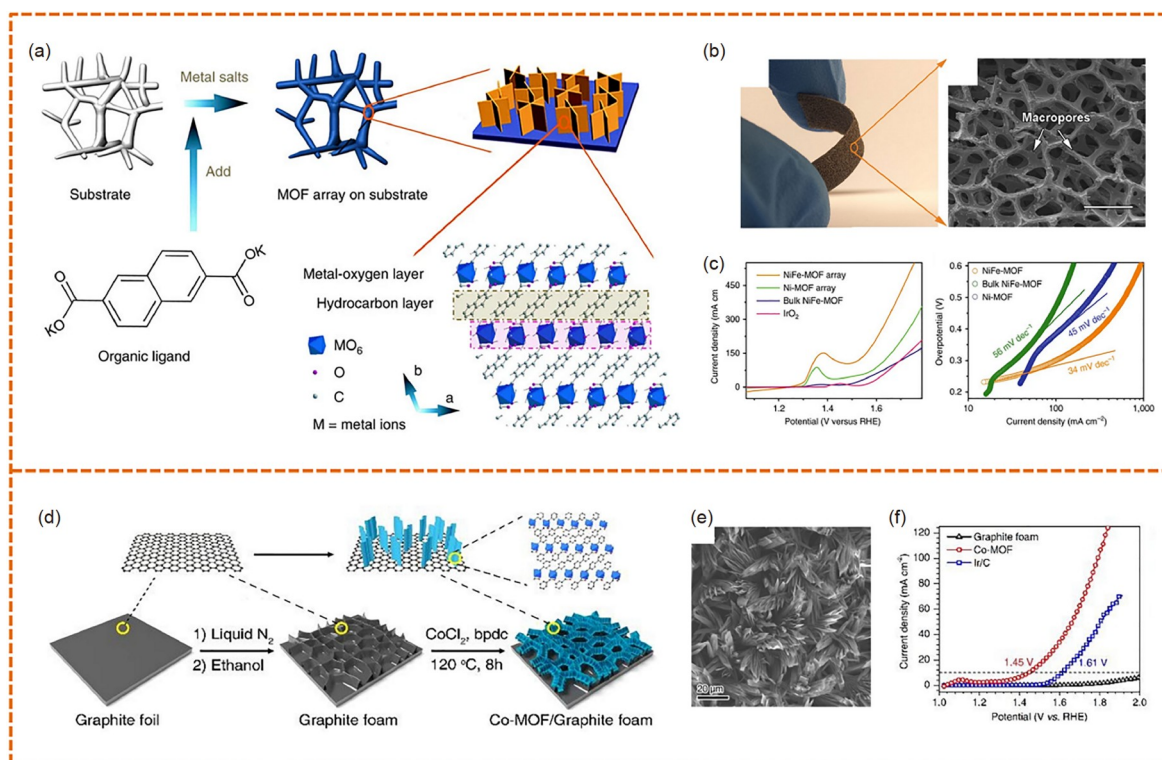 (a)
Metal salts
Add
Substrate
MOF array on substrate
O
OK
KO
O
Organic ligand
Metal-oxygen layer
Hydrocarbon layer
MO₆
O
C
M = metal ions
b
a
(b)
Macropores
(c)
NiFe-MOF array
Ni-MOF array
Bulk NiFe-MOF
IrO₂
450
300
150
0
Current density (mA cm
1.2 1.4 1.6
Potential (V versus RHE)
NiFe-MOF
Bulk NiFe-MOF
Ni-MOF
56 mV dec⁻¹
45 mV dec⁻¹
34 mV dec⁻¹
0.6
0.5
0.4
0.3
0.2
Overpotential (V)
10 100 1,000
Current density (mA cm⁻²)
(d)
1) Liquid N₂
2) Ethanol
CoCl₂, bpdc
120 °C, 8h
Graphite foil
Graphite foam
Co-MOF/Graphite foam
(e)
20 μm
(f)
Graphite foam
Co-MOF
Ir/C
1.45 V
1.61 V
120
100
80
60
40
20
0
Current density (mA cm⁻²)
1.0 1.2 1.4 1.6 1.8 2.0
Potential (V vs. RHE)